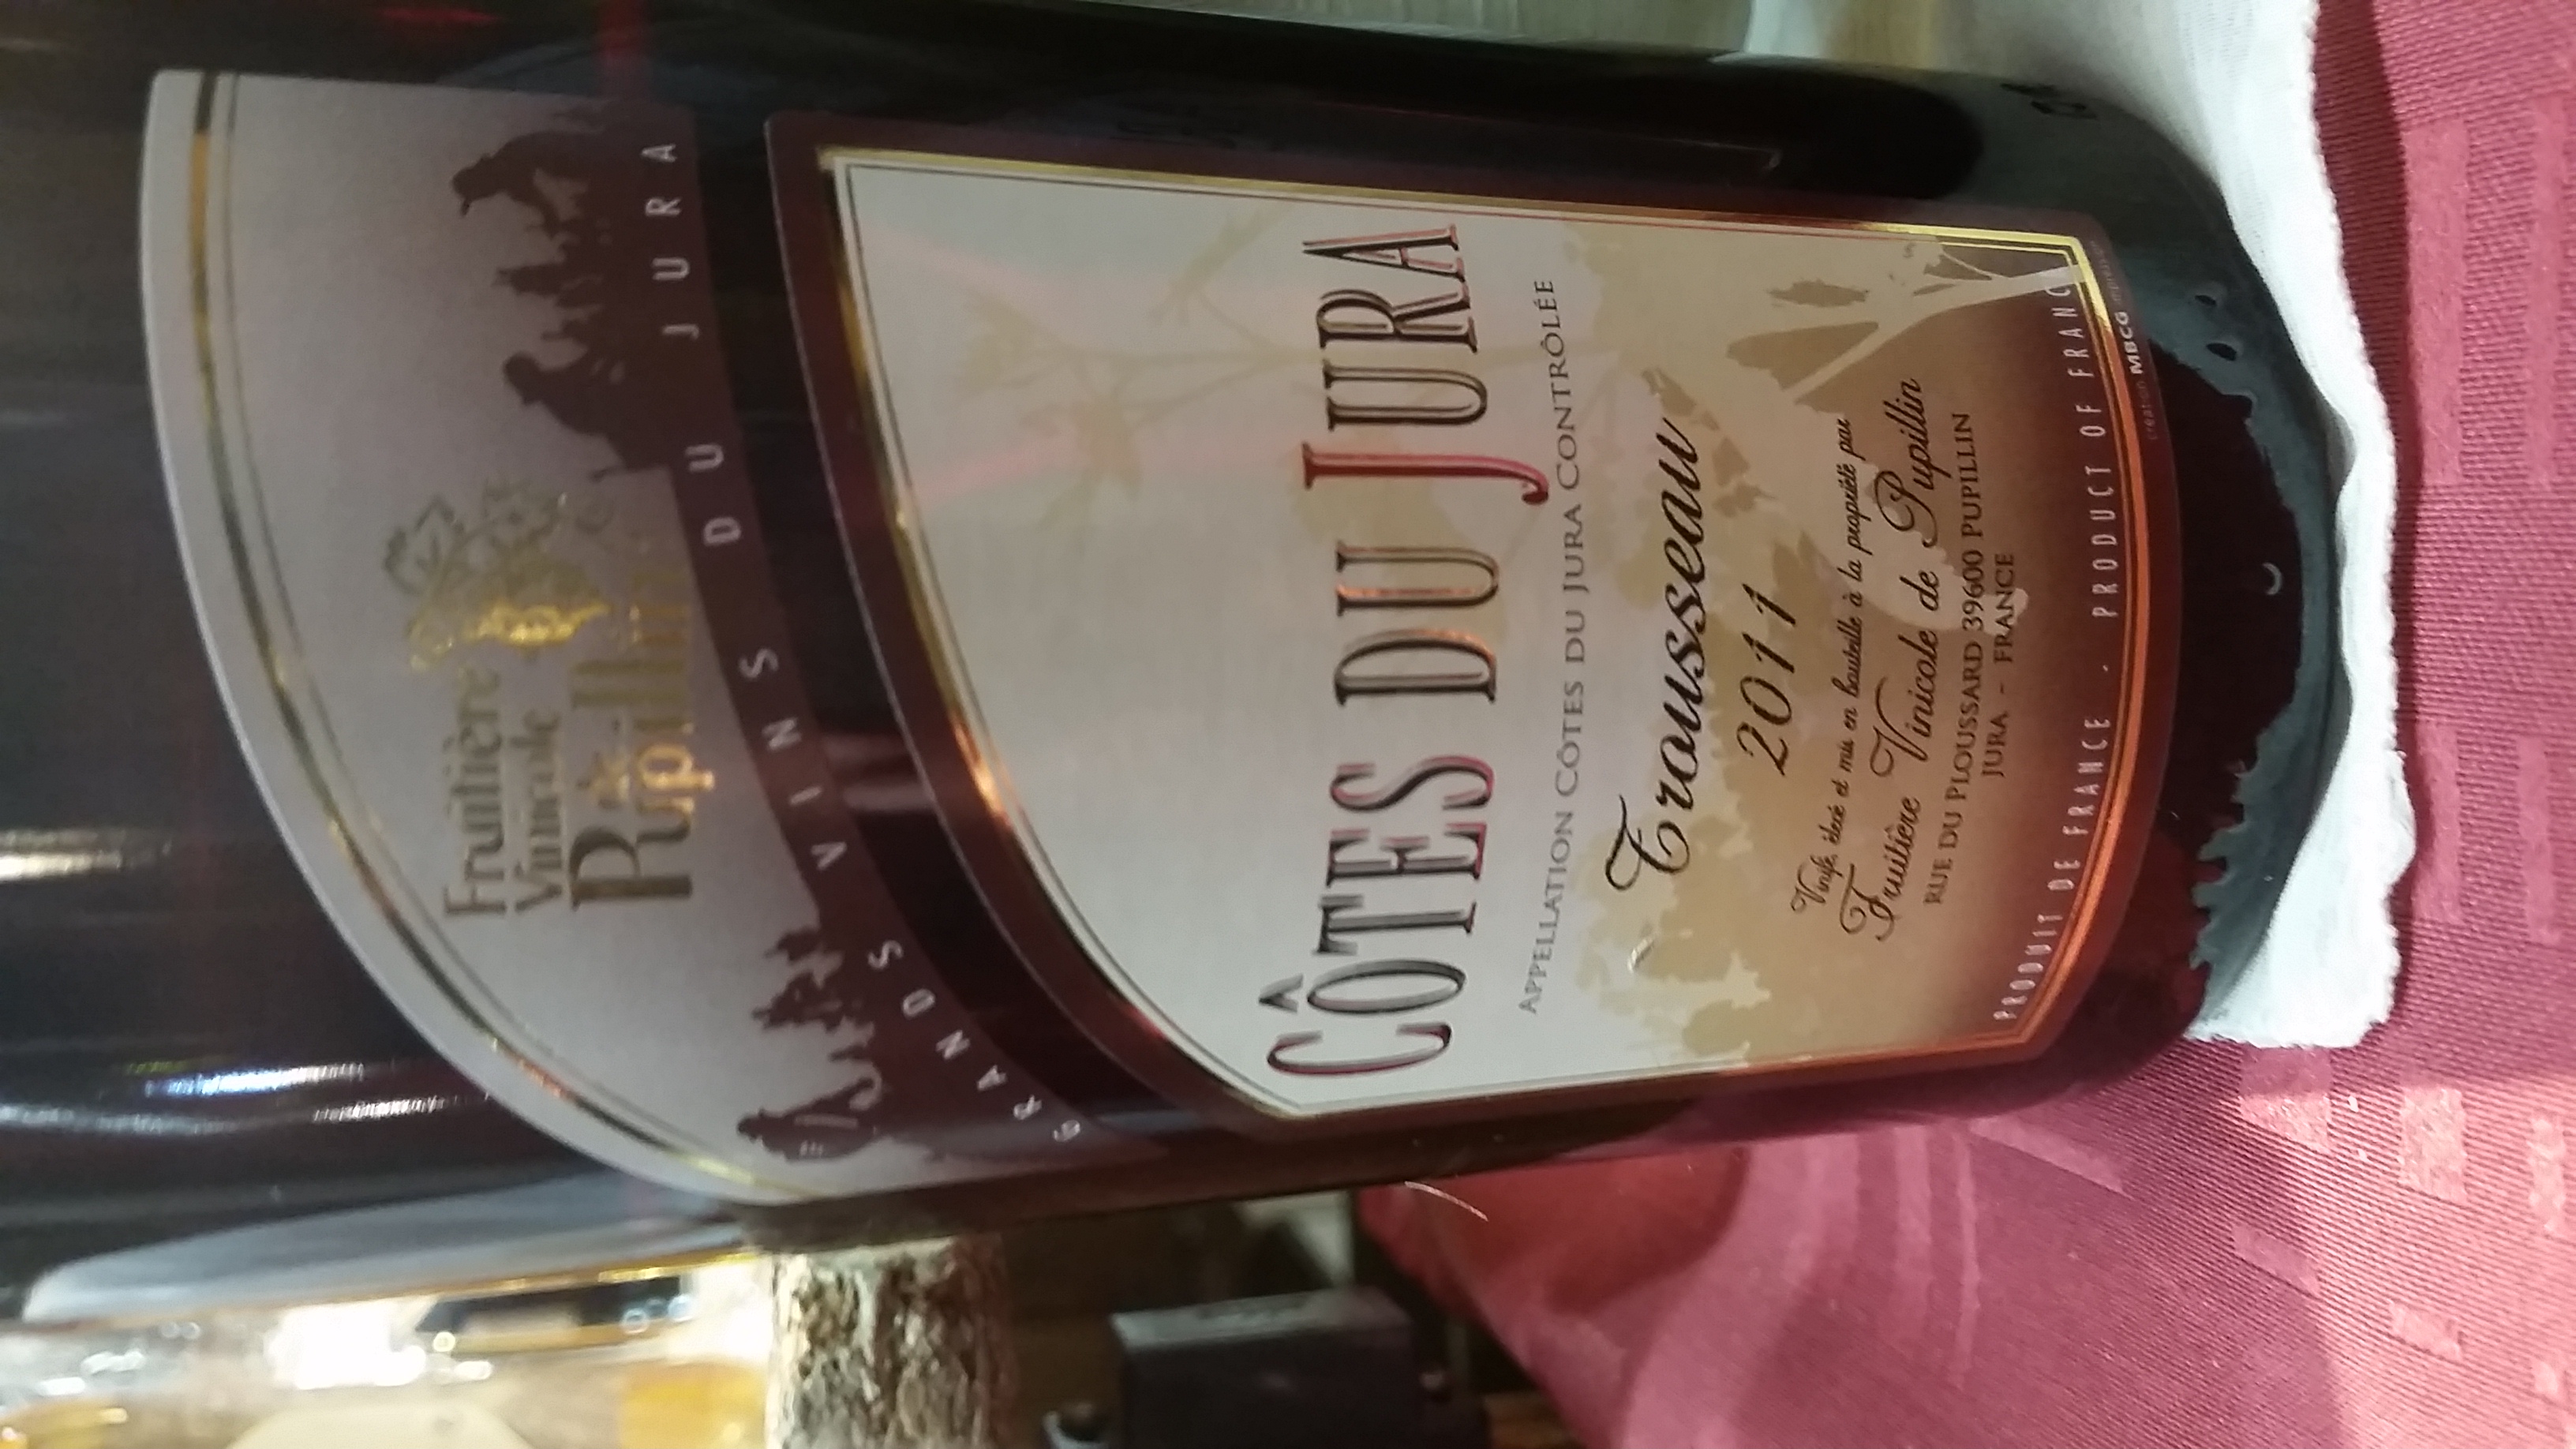 Fruitière
Vinicole
de
Pupillin
GRANDS VINS DU JURA
CÔTES DU JURA
APPELLATION CÔTES DU JURA CONTRÔLÉE
Trousseau
2011
Vinifié, élevé et mis en bouteille à la propriété par
Fruitière Vinicole de Pupillin
RUE DU PLOUSSARD 39600 PUPILLIN
JURA - FRANCE
PRODUIT DE FRANCE - PRODUCT OF FRANCE
création MBCG impression